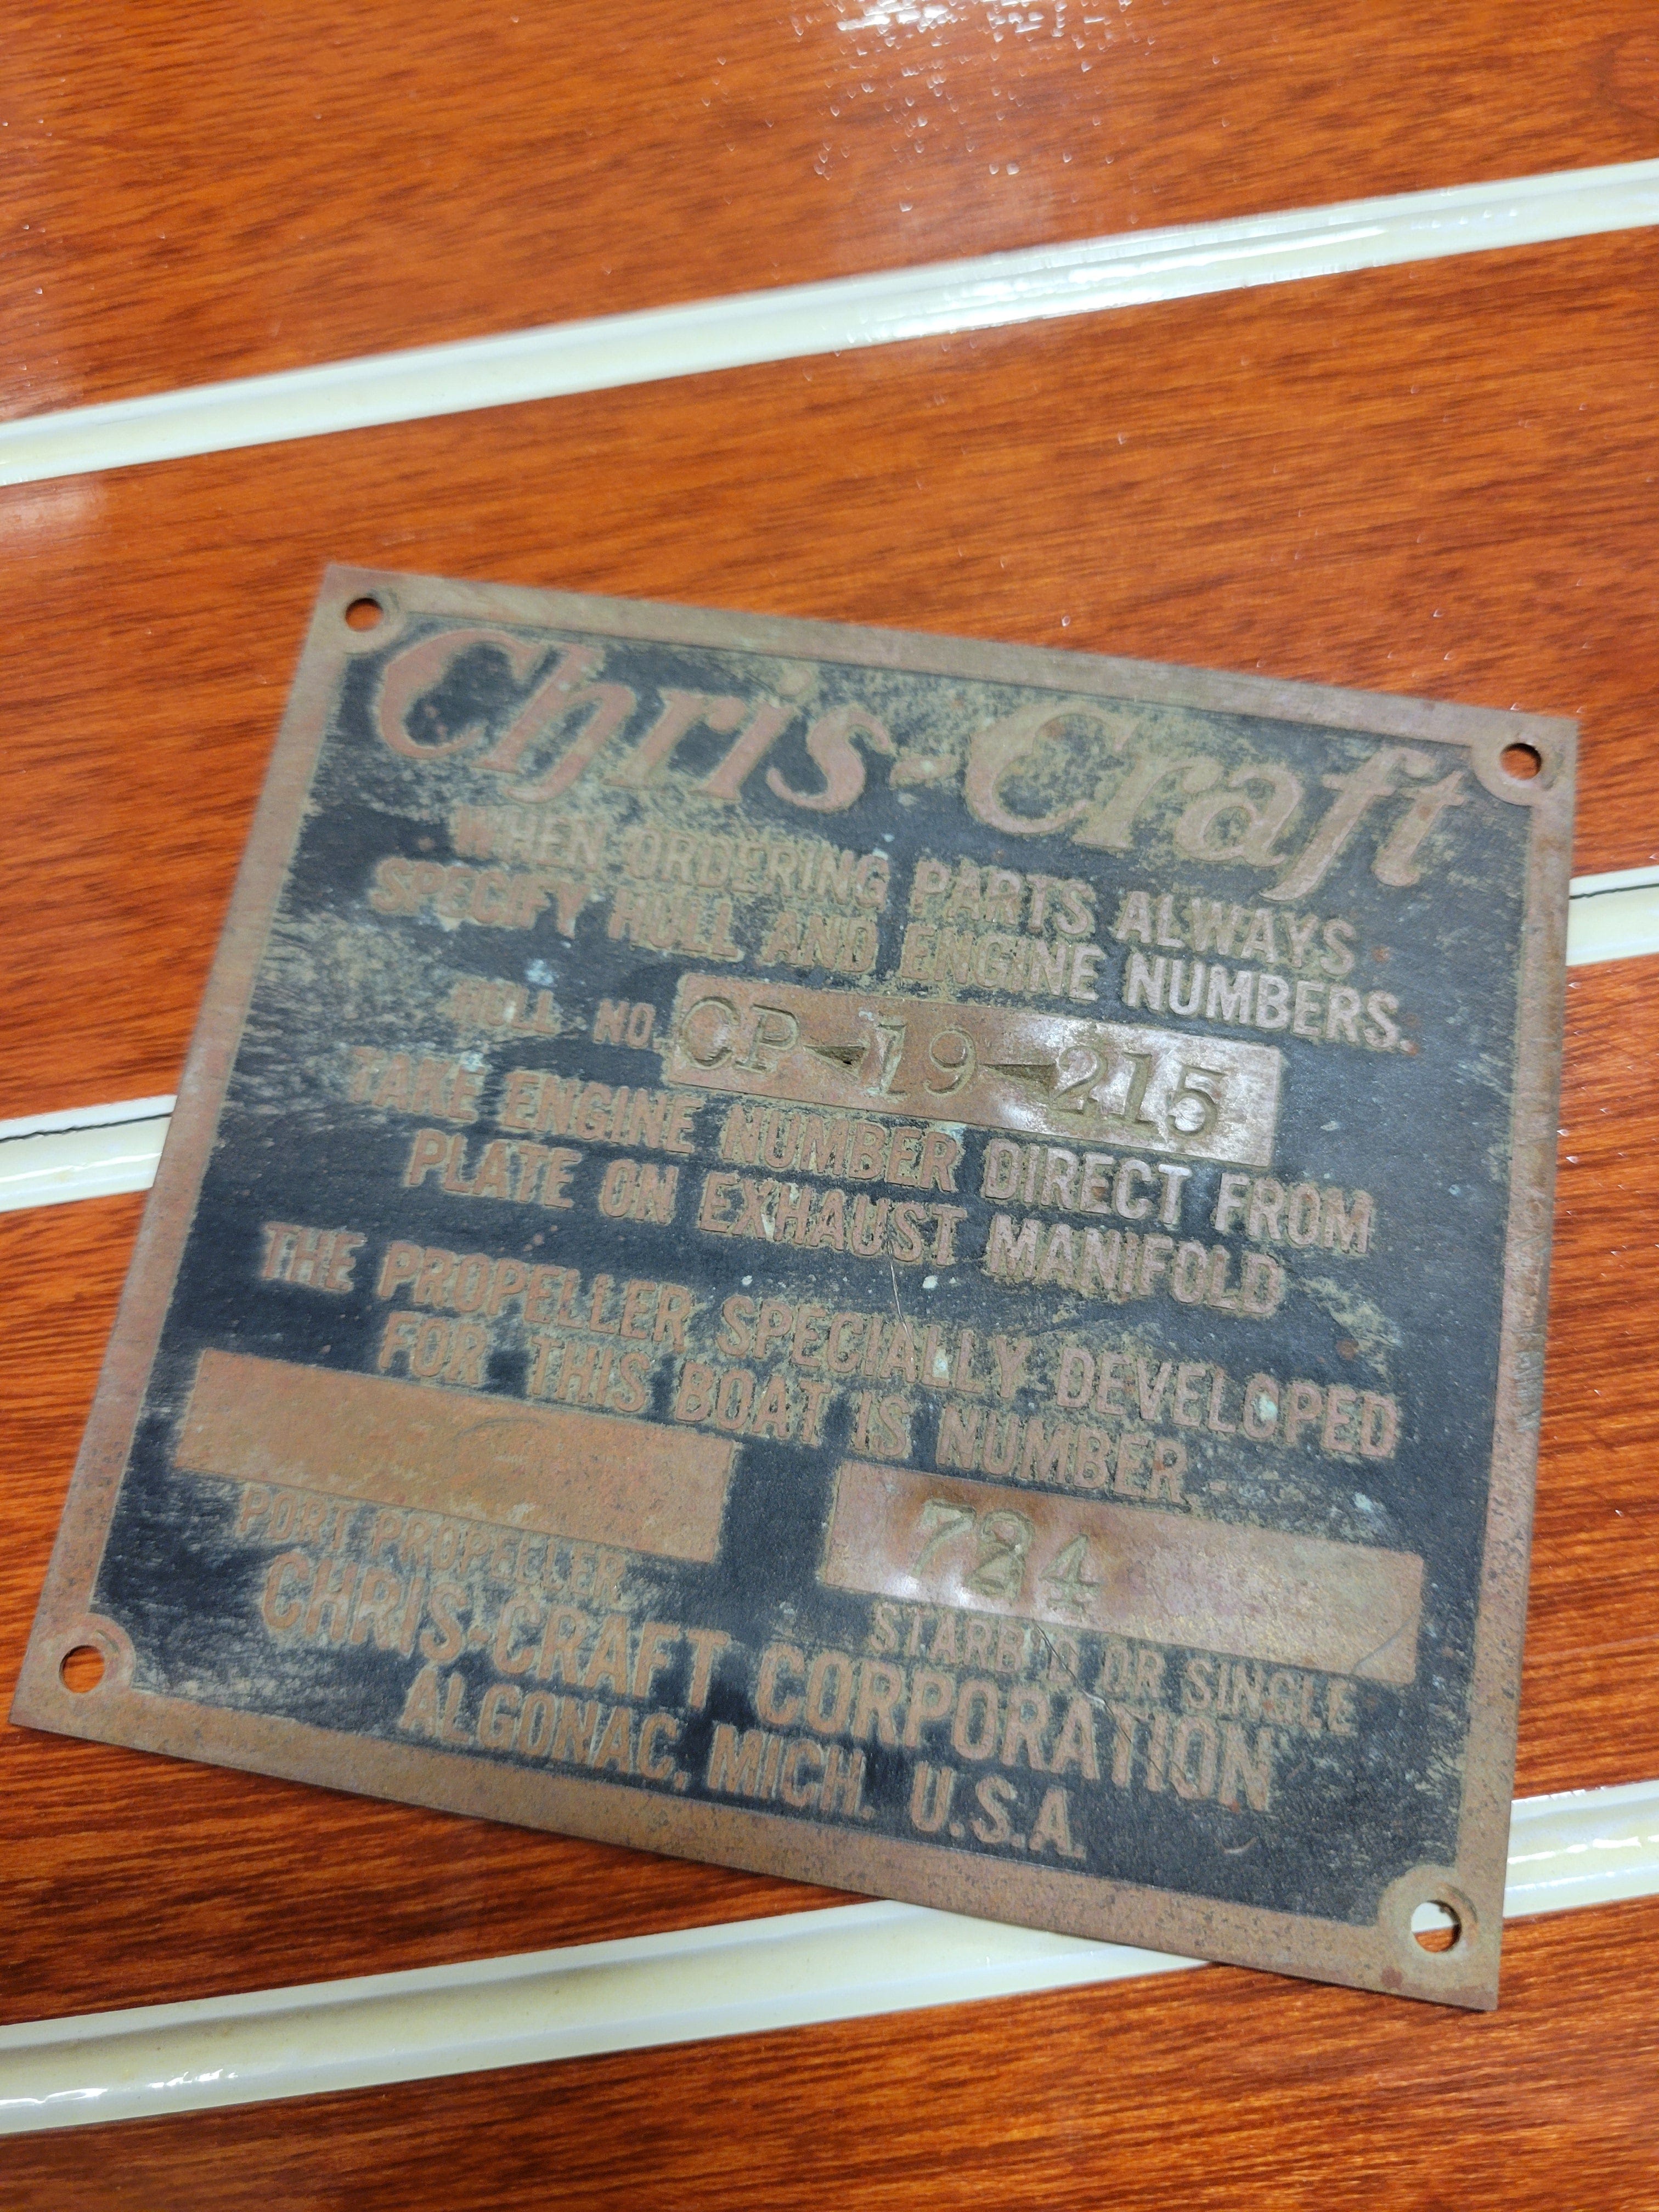 Chris-Craft
WHEN ORDERING PARTS ALWAYS
SPECIFY HULL AND ENGINE NUMBERS.
HULL NO. CP-19-215
TAKE ENGINE NUMBER DIRECT FROM
PLATE ON EXHAUST MANIFOLD
THE PROPELLER SPECIALLY DEVELOPED
FOR THIS BOAT IS NUMBER
724
PORT PROPELLER
STARB'D OR SINGLE
CHRIS-CRAFT CORPORATION
ALGONAC, MICH. U.S.A.